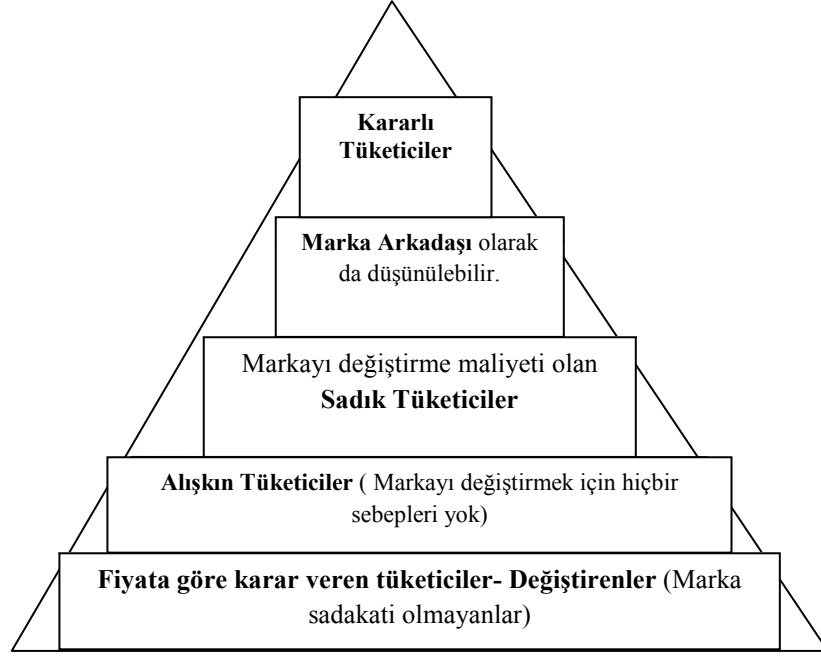 Kararlı
Tüketiciler
Marka Arkadaşı olarak
da düşünülebilir.
Markayı değiştirme maliyeti olan
Sadık Tüketiciler
Alışkın Tüketiciler ( Markayı değiştirmek için hiçbir
sebepleri yok)
Fiyata göre karar veren tüketiciler- Değiştirenler (Marka
sadakati olmayanlar)